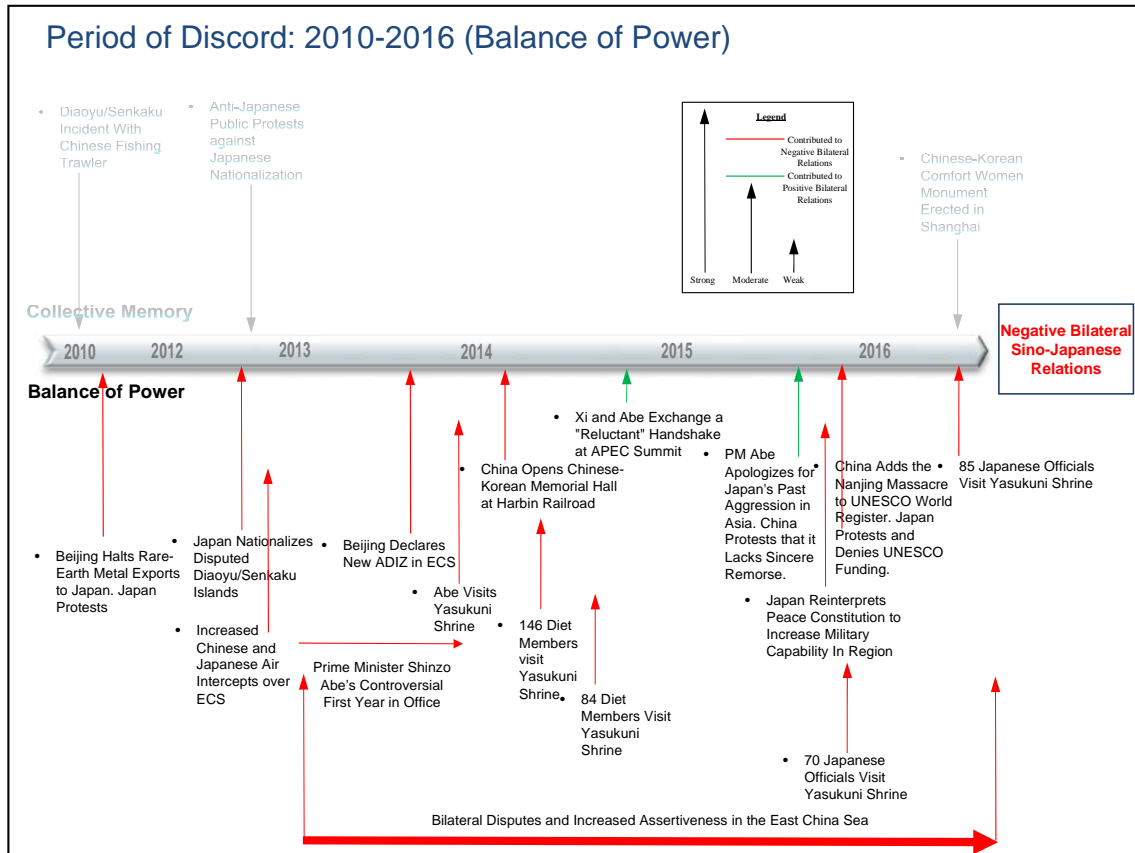 Period of Discord: 2010-2016 (Balance of Power)
• Diaoyu/Senkaku
Incident With
Chinese Fishing
Trawler
• Anti-Japanese
Public Protests
against
Japanese
Nationalization
Legend
Contributed to
Negative Bilateral
Relations
Contributed to
Positive Bilateral
Relations
Strong
Moderate
Weak
• Chinese-Korean
Comfort Women
Monument
Erected in
Shanghai
Collective Memory
2010
2012
2013
2014
2015
2016
Negative Bilateral
Sino-Japanese
Relations
Balance of Power
• Beijing Halts Rare-
Earth Metal Exports
to Japan. Japan
Protests
• Japan Nationalizes
Disputed
Diaoyu/Senkaku
Islands
• Increased
Chinese and
Japanese Air
Intercepts over
ECS
Prime Minister Shinzo
Abe's Controversial
First Year in Office
• Beijing Declares
New ADIZ in ECS
• Abe Visits
Yasukuni
Shrine
• China Opens Chinese-
Korean Memorial Hall
at Harbin Railroad
• 146 Diet
Members
visit
Yasukuni
Shrine
• Xi and Abe Exchange a
"Reluctant" Handshake
at APEC Summit
• 84 Diet
Members Visit
Yasukuni
Shrine
• PM Abe
Apologizes for
Japan's Past
Aggression in
Asia. China
Protests that it
Lacks Sincere
Remorse.
• China Adds the
Nanjing Massacre
to UNESCO World
Register. Japan
Protests and
Denies UNESCO
Funding.
• Japan Reinterprets
Peace Constitution to
Increase Military
Capability In Region
• 70 Japanese
Officials Visit
Yasukuni Shrine
• 85 Japanese Officials
Visit Yasukuni Shrine
Bilateral Disputes and Increased Assertiveness in the East China Sea